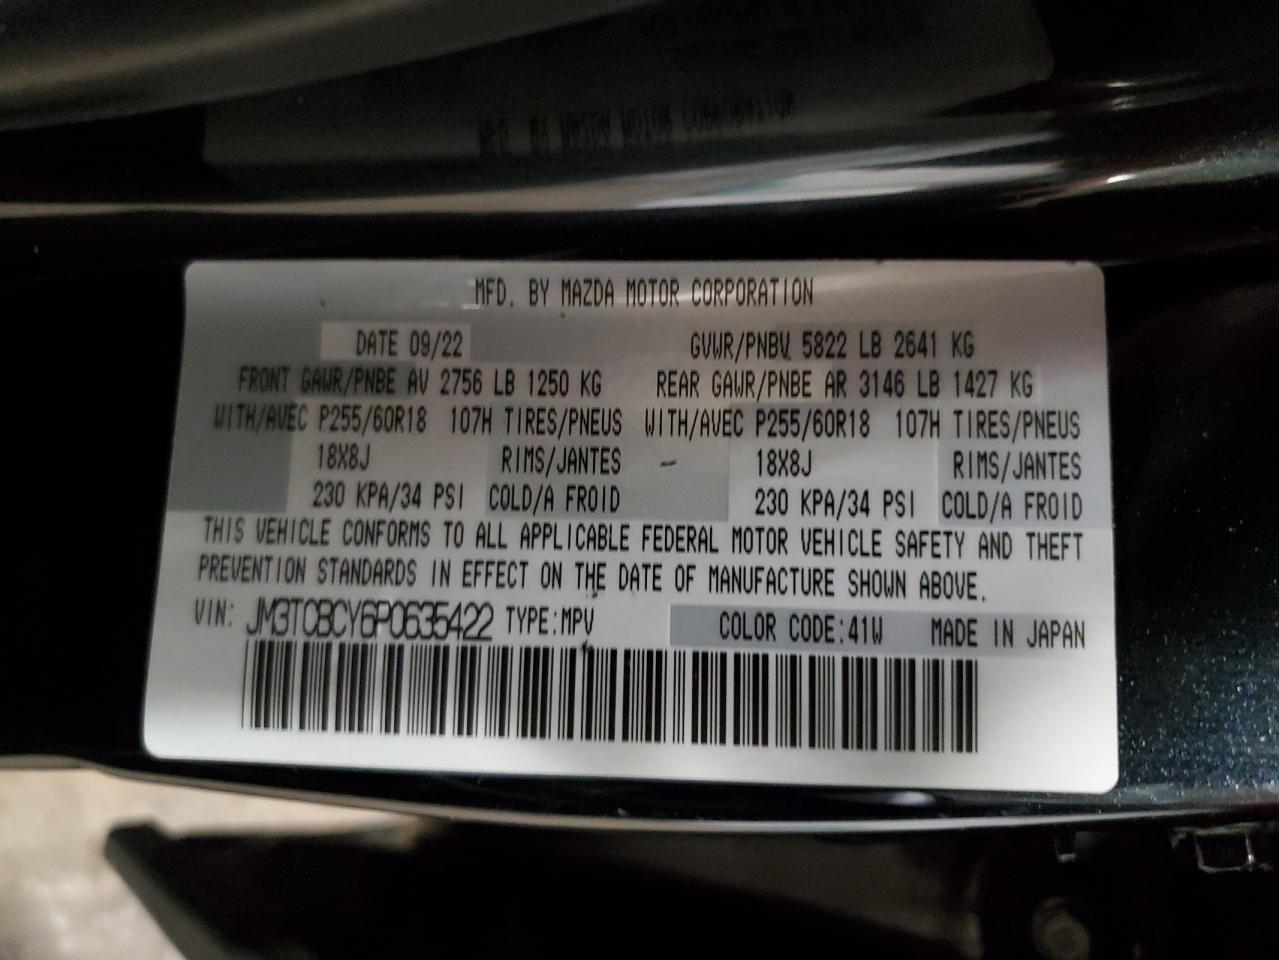 MFD. BY MAZDA MOTOR CORPORATION
DATE 09/22 GVWR/PNBV 5822 LB 2641 KG
FRONT GAWR/PNBE AV 2756 LB 1250 KG REAR GAWR/PNBE AR 3146 LB 1427 KG
WITH/AVEC P255/60R18 107H TIRES/PNEUS WITH/AVEC P255/60R18 107H TIRES/PNEUS
18X8J RIMS/JANTES 18X8J RIMS/JANTES
230 KPA/34 PSI COLD/A FROID 230 KPA/34 PSI COLD/A FROID
THIS VEHICLE CONFORMS TO ALL APPLICABLE FEDERAL MOTOR VEHICLE SAFETY AND THEFT
PREVENTION STANDARDS IN EFFECT ON THE DATE OF MANUFACTURE SHOWN ABOVE.
VIN: JM3TCBCY6P0635422 TYPE:MPV COLOR CODE:41W MADE IN JAPAN